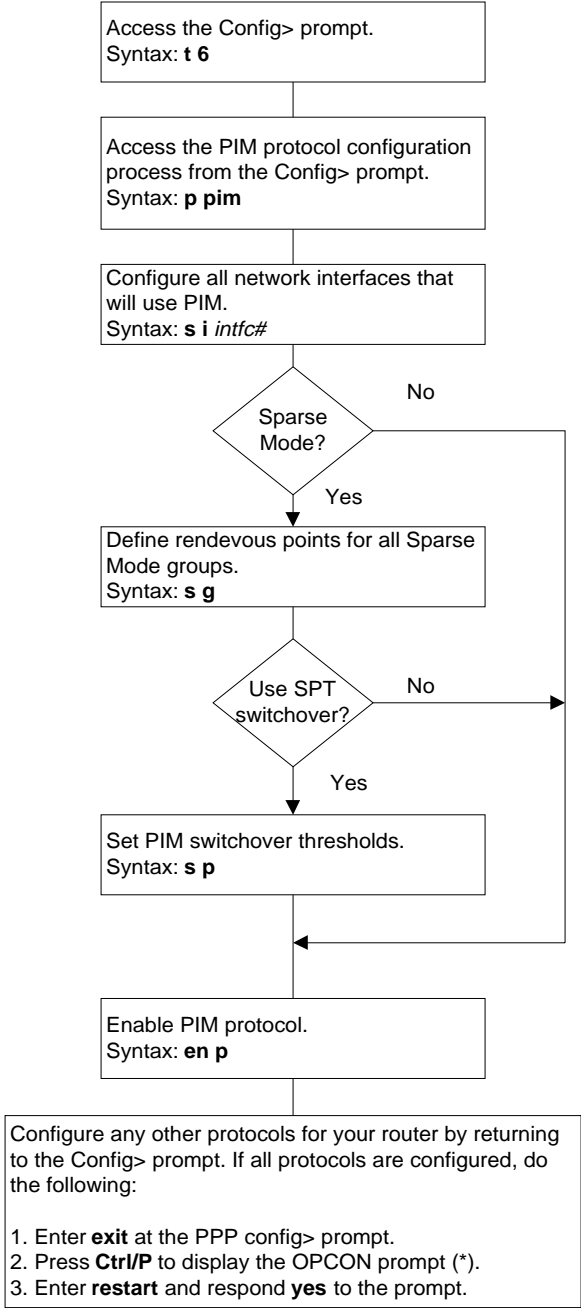 Access the Config> prompt.
Syntax: t 6
Access the PIM protocol configuration
process from the Config> prompt.
Syntax: p pim
Configure all network interfaces that
will use PIM.
Syntax: s i intfc#
Sparse
Mode?
No
Yes
Define rendevous points for all Sparse
Mode groups.
Syntax: s g
Use SPT
switchover?
No
Yes
Set PIM switchover thresholds.
Syntax: s p
Enable PIM protocol.
Syntax: en p
Configure any other protocols for your router by returning
to the Config> prompt. If all protocols are configured, do
the following:
1. Enter exit at the PPP config> prompt.
2. Press Ctrl/P to display the OPCON prompt (*).
3. Enter restart and respond yes to the prompt.